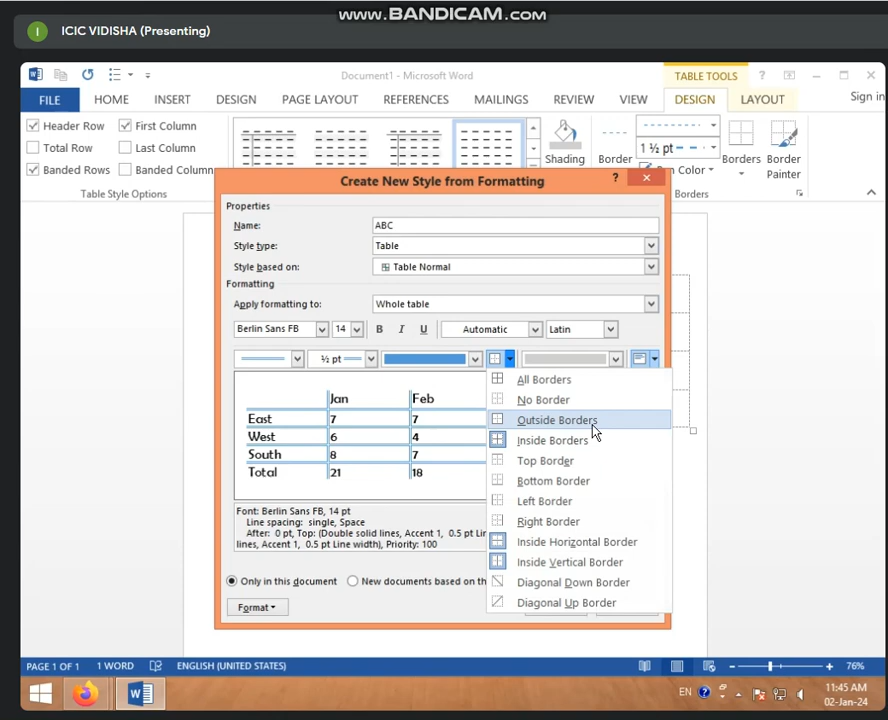 www.BANDICAM.com
I ICIC VIDISHA (Presenting)
Document1 - Microsoft Word
TABLE TOOLS
?
FILE HOME INSERT DESIGN PAGE LAYOUT REFERENCES MAILINGS REVIEW VIEW DESIGN LAYOUT Sign in
Header Row First Column
Total Row Last Column
Banded Rows Banded Column
Table Style Options
Shading
Border
1 ½ pt
Color
Borders
Border
Painter
Borders
Create New Style from Formatting
?
Properties
Name: ABC
Style type: Table
Style based on: Table Normal
Formatting
Apply formatting to: Whole table
Berlin Sans FB 14 B I U Automatic Latin
½ pt
Jan Feb
East 7 7
West 6 4
South 8 7
Total 21 18
All Borders
No Border
Outside Borders
Inside Borders
Top Border
Bottom Border
Left Border
Right Border
Inside Horizontal Border
Inside Vertical Border
Diagonal Down Border
Diagonal Up Border
Font: Berlin Sans FB, 14 pt
Line spacing: single, Space
After: 0 pt, Top: (Double solid lines, Accent 1, 0.5 pt Li
lines, Accent 1, 0.5 pt Line width), Priority: 100
Only in this document New documents based on th
Format
PAGE 1 OF 1 1 WORD ENGLISH (UNITED STATES) 76%
EN
11:45 AM
02-Jan-24